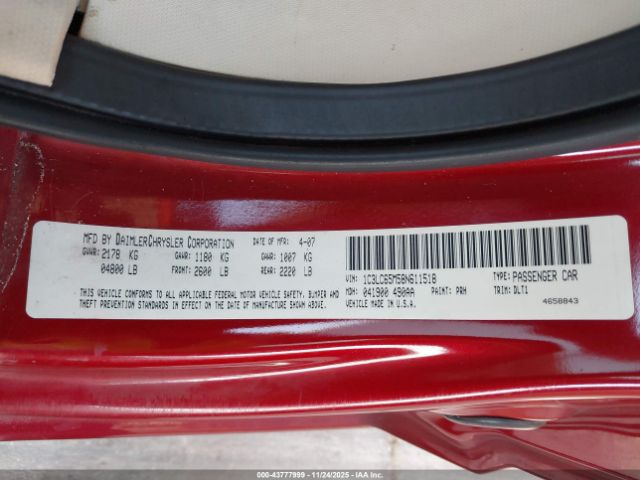 MFD BY DAIMLERCHRYSLER CORPORATION DATE OF MFR: 4-07
GVWR: 2178 KG GAWR: 1180 KG GAWR: 1007 KG
04800 LB FRONT: 2600 LB REAR: 2220 LB
THIS VEHICLE CONFORMS TO ALL APPLICABLE FEDERAL MOTOR VEHICLE SAFETY, BUMPER AND
THEFT PREVENTION STANDARDS IN EFFECT ON THE DATE OF MANUFACTURE SHOWN ABOVE.
VIN: 1C3LC65M58N611518 TYPE: PASSENGER CAR
MDH: 041900 490AA PAINT: PRH TRIM: DLT1
VEHICLE MADE IN U.S.A. 4658843
000-43777999 | 11/24/2025 | IAAI.COM